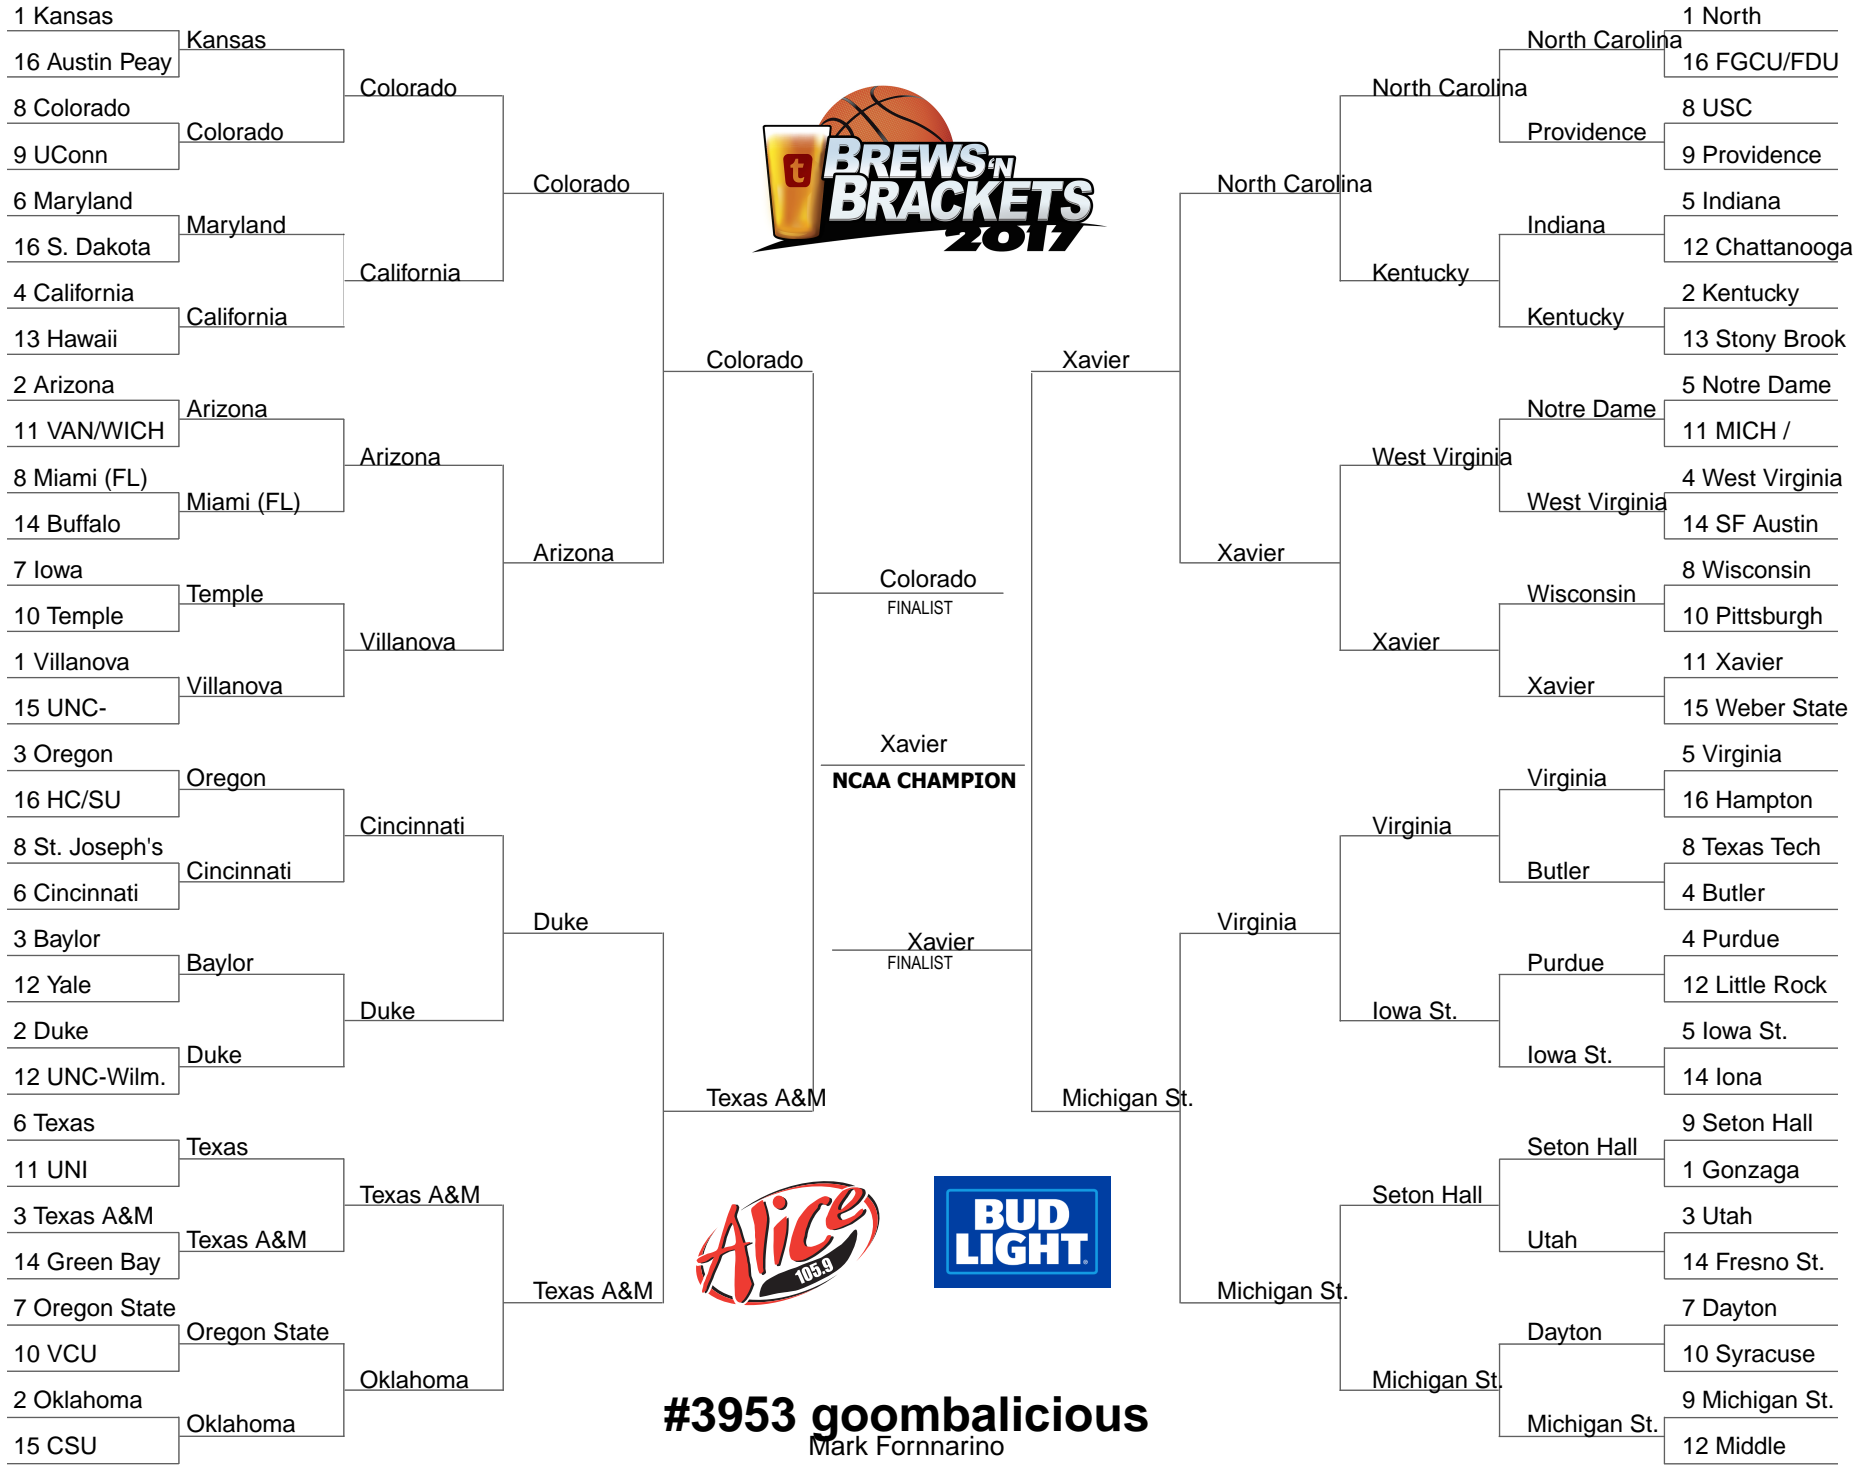 1 Kansas
16 Austin Peay
8 Colorado
9 UConn
6 Maryland
16 S. Dakota
4 California
13 Hawaii
2 Arizona
11 VAN/WICH
8 Miami (FL)
14 Buffalo
7 Iowa
10 Temple
1 Villanova
15 UNC-
3 Oregon
16 HC/SU
8 St. Joseph's
6 Cincinnati
3 Baylor
12 Yale
2 Duke
12 UNC-Wilm.
6 Texas
11 UNI
3 Texas A&M
14 Green Bay
7 Oregon State
10 VCU
2 Oklahoma
15 CSU
Kansas
Colorado
Maryland
California
Arizona
Miami (FL)
Temple
Villanova
Oregon
Cincinnati
Baylor
Duke
Texas
Texas A&M
Oregon State
Oklahoma
Colorado
California
Arizona
Villanova
Cincinnati
Duke
Texas A&M
Oklahoma
Colorado
Arizona
Duke
Texas A&M
Colorado
Texas A&M
t
BREWS 'N
BRACKETS
2017
Colorado
FINALIST
Xavier
NCAA CHAMPION
Xavier
FINALIST
Alice
105.9
BUD
LIGHT
#3953 goombalicious
Mark Fornnarino
Xavier
Michigan St.
North Carolina
Xavier
Virginia
Michigan St.
North Carolina
Kentucky
West Virginia
Xavier
Virginia
Iowa St.
Seton Hall
Michigan St.
North Carolina
Providence
Indiana
Kentucky
Notre Dame
West Virginia
Wisconsin
Xavier
Virginia
Butler
Purdue
Iowa St.
Seton Hall
Utah
Dayton
Michigan St.
1 North
16 FGCU/FDU
8 USC
9 Providence
5 Indiana
12 Chattanooga
2 Kentucky
13 Stony Brook
5 Notre Dame
11 MICH /
4 West Virginia
14 SF Austin
8 Wisconsin
10 Pittsburgh
11 Xavier
15 Weber State
5 Virginia
16 Hampton
8 Texas Tech
4 Butler
4 Purdue
12 Little Rock
5 Iowa St.
14 Iona
9 Seton Hall
1 Gonzaga
3 Utah
14 Fresno St.
7 Dayton
10 Syracuse
9 Michigan St.
12 Middle